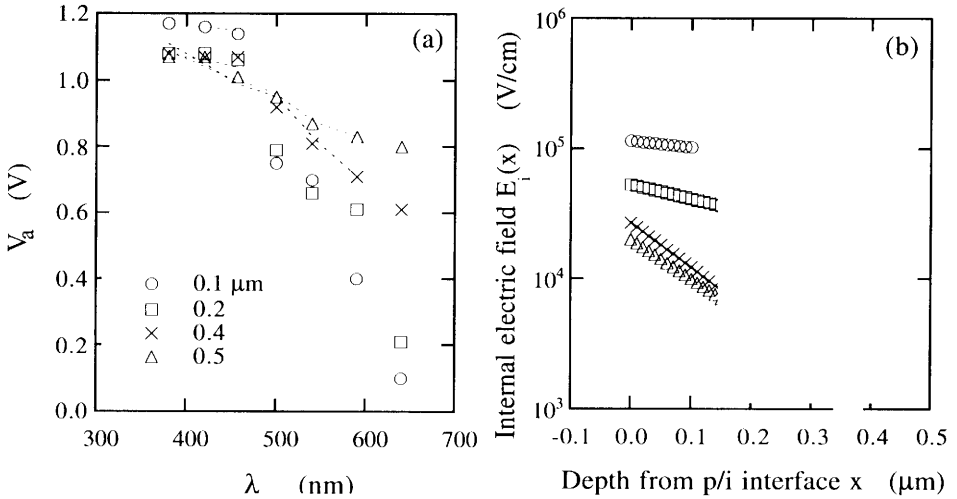 (a)
1.2
1.0
0.8
0.6
0.4
0.2
0.0
V_a (V)
○ 0.1 μm
□ 0.2
× 0.4
△ 0.5
300 400 500 600 700
λ (nm)
(b)
10^6
10^5
10^4
10^3
Internal electric field E_i(x) (V/cm)
-0.1 0.0 0.1 0.2 0.3 0.4 0.5
Depth from p/i interface x (μm)